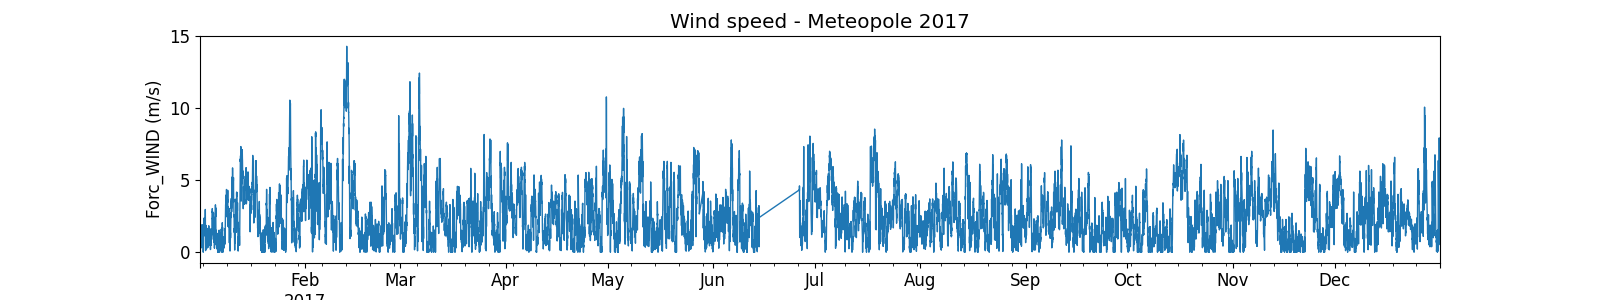 Wind speed - Meteopole 2017
Forc_WIND (m/s)
15
10
5
0
Feb Mar Apr May Jun Jul Aug Sep Oct Nov Dec
2017